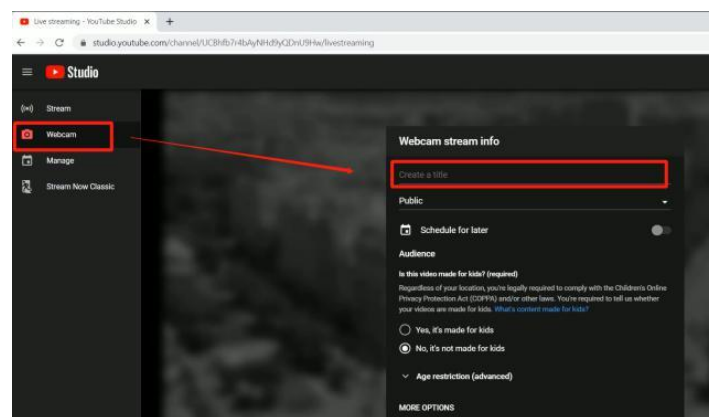 Live streaming - YouTube Studio
studio.youtube.com/channel/UCBhfb7r4bAyNHd9yQDnU9Hw/livestreaming
Studio
Stream
Webcam
Manage
Stream Now Classic
Webcam stream info
Create a title
Public
Schedule for later
Audience
Is this video made for kids? (required)
Regardless of your location, you're legally required to comply with the Children's Online
Privacy Protection Act (COPPA) and/or other laws. You're required to tell us whether
your videos are made for kids. What's content made for kids?
Yes, it's made for kids
No, it's not made for kids
Age restriction (advanced)
MORE OPTIONS